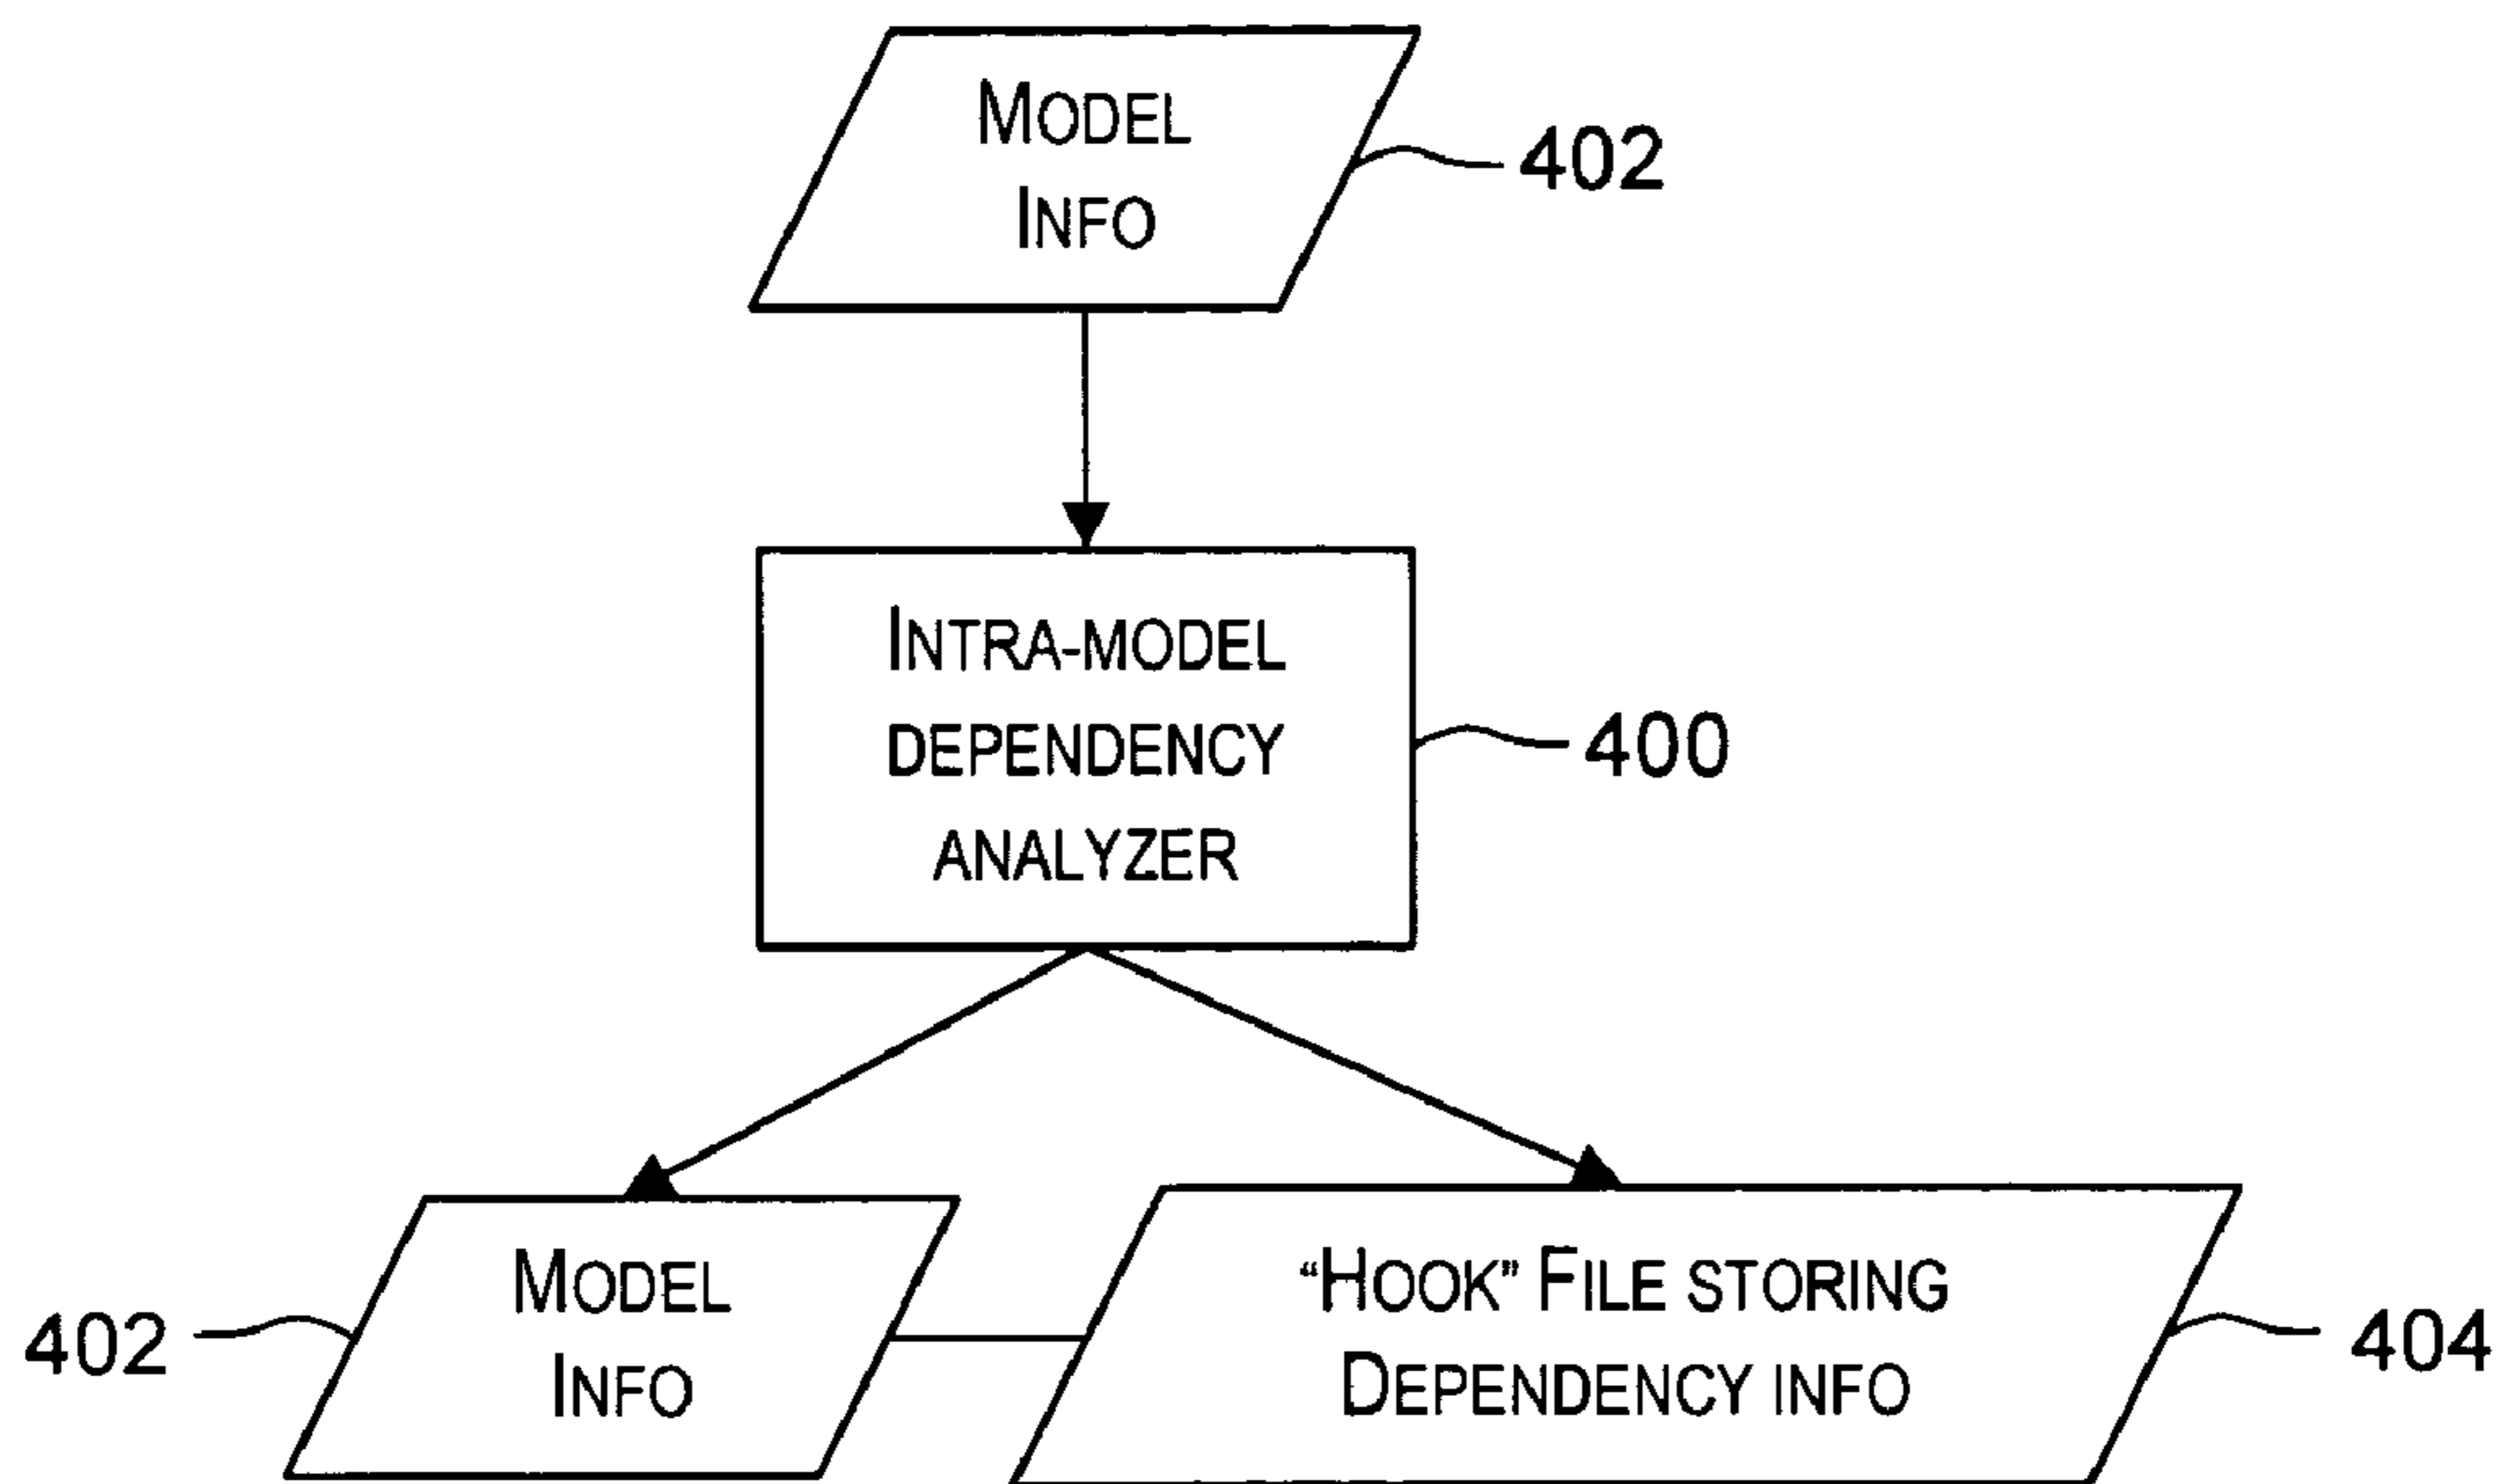 MODEL
INFO
402
INTRA-MODEL
DEPENDENCY
ANALYZER
400
MODEL
INFO
402
“HOOK” FILE STORING
DEPENDENCY INFO
404